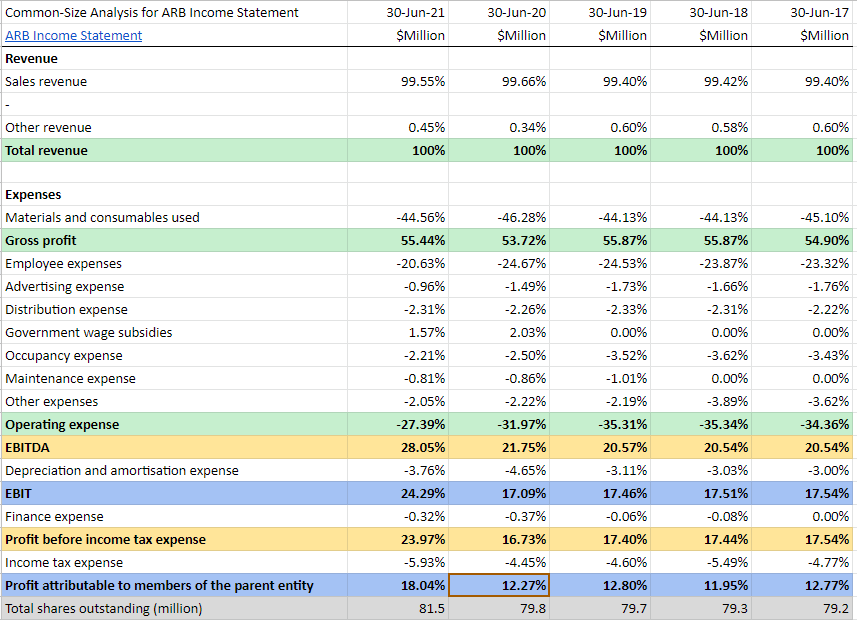 Common-Size Analysis for ARB Income Statement 30-Jun-21 30-Jun-20 30-Jun-19 30-Jun-18 30-Jun-17
ARB Income Statement $Million $Million $Million $Million $Million
Revenue
Sales revenue 99.55% 99.66% 99.40% 99.42% 99.40%
-
Other revenue 0.45% 0.34% 0.60% 0.58% 0.60%
Total revenue 100% 100% 100% 100% 100%
Expenses
Materials and consumables used -44.56% -46.28% -44.13% -44.13% -45.10%
Gross profit 55.44% 53.72% 55.87% 55.87% 54.90%
Employee expenses -20.63% -24.67% -24.53% -23.87% -23.32%
Advertising expense -0.96% -1.49% -1.73% -1.66% -1.76%
Distribution expense -2.31% -2.26% -2.33% -2.31% -2.22%
Government wage subsidies 1.57% 2.03% 0.00% 0.00% 0.00%
Occupancy expense -2.21% -2.50% -3.52% -3.62% -3.43%
Maintenance expense -0.81% -0.86% -1.01% 0.00% 0.00%
Other expenses -2.05% -2.22% -2.19% -3.89% -3.62%
Operating expense -27.39% -31.97% -35.31% -35.34% -34.36%
EBITDA 28.05% 21.75% 20.57% 20.54% 20.54%
Depreciation and amortisation expense -3.76% -4.65% -3.11% -3.03% -3.00%
EBIT 24.29% 17.09% 17.46% 17.51% 17.54%
Finance expense -0.32% -0.37% -0.06% -0.08% 0.00%
Profit before income tax expense 23.97% 16.73% 17.40% 17.44% 17.54%
Income tax expense -5.93% -4.45% -4.60% -5.49% -4.77%
Profit attributable to members of the parent entity 18.04% 12.27% 12.80% 11.95% 12.77%
Total shares outstanding (million) 81.5 79.8 79.7 79.3 79.2